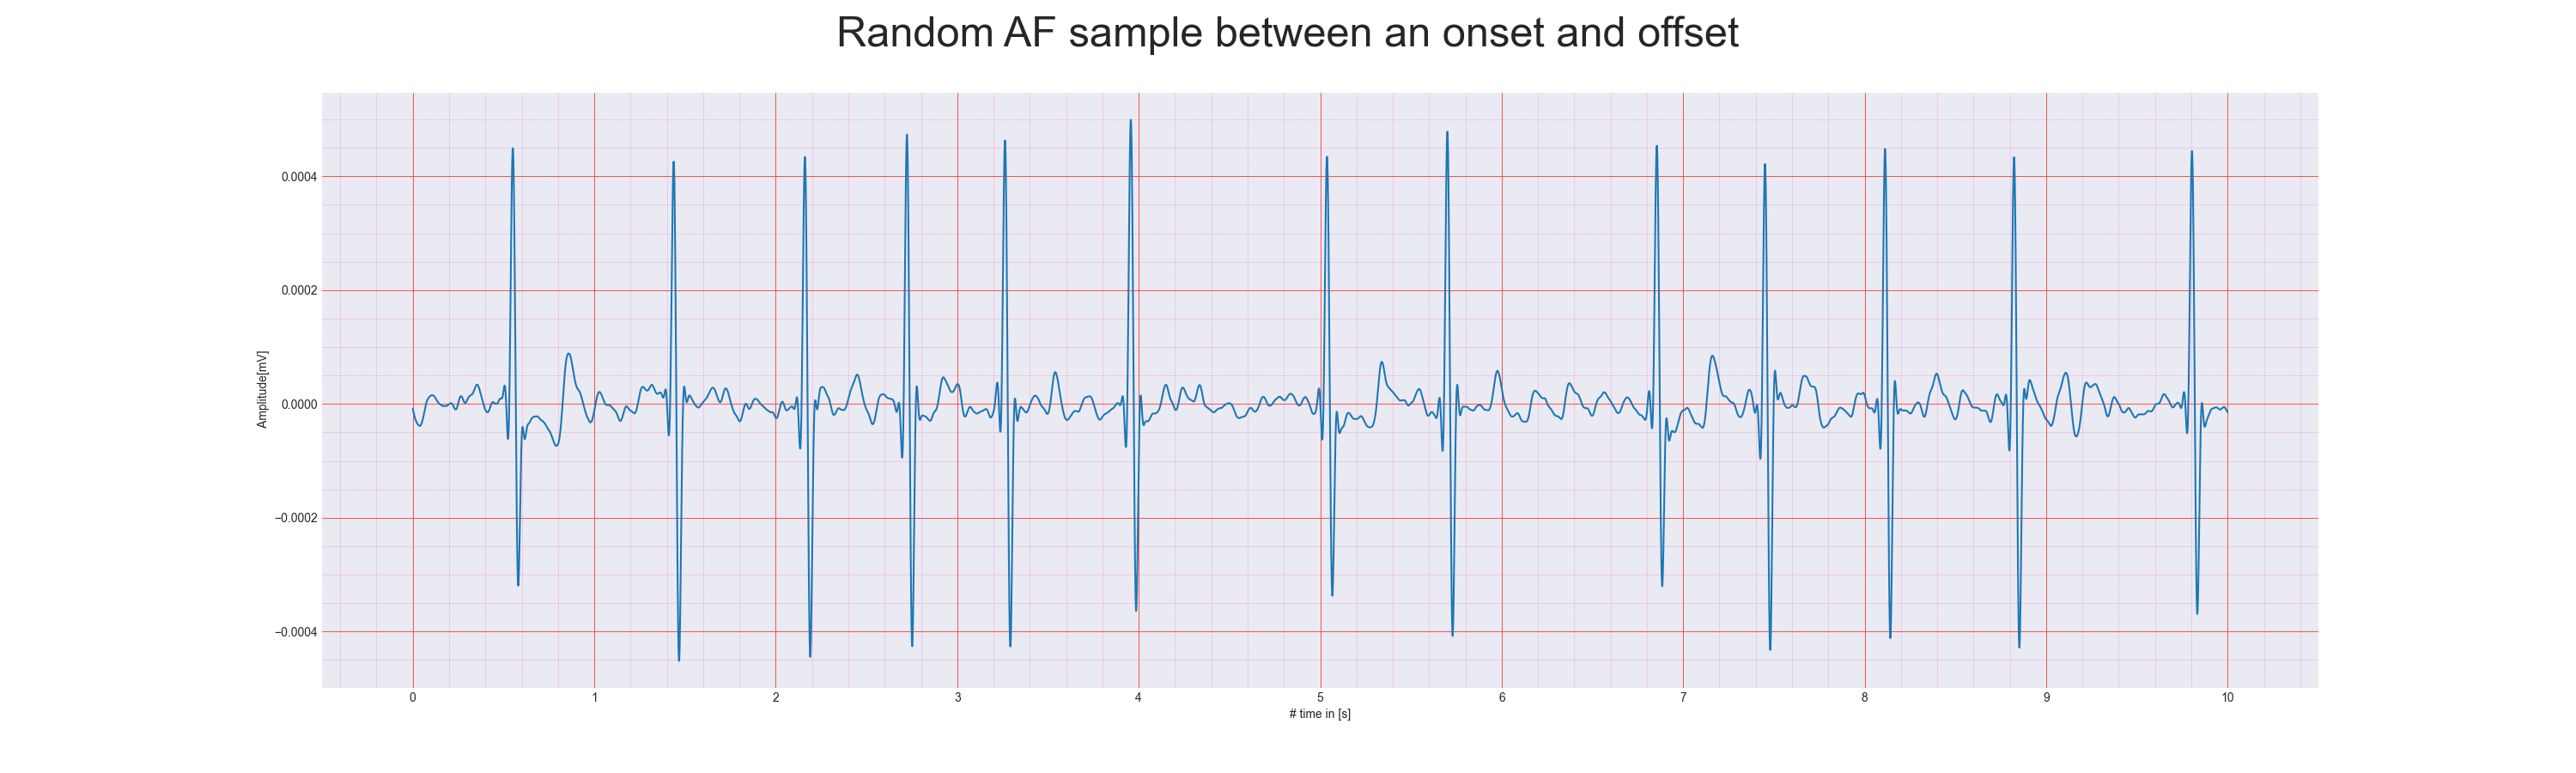 Random AF sample between an onset and offset
Amplitude[mV]
0.0004
0.0002
0.0000
−0.0002
−0.0004
0 1 2 3 4 5 6 7 8 9 10
# time in [s]